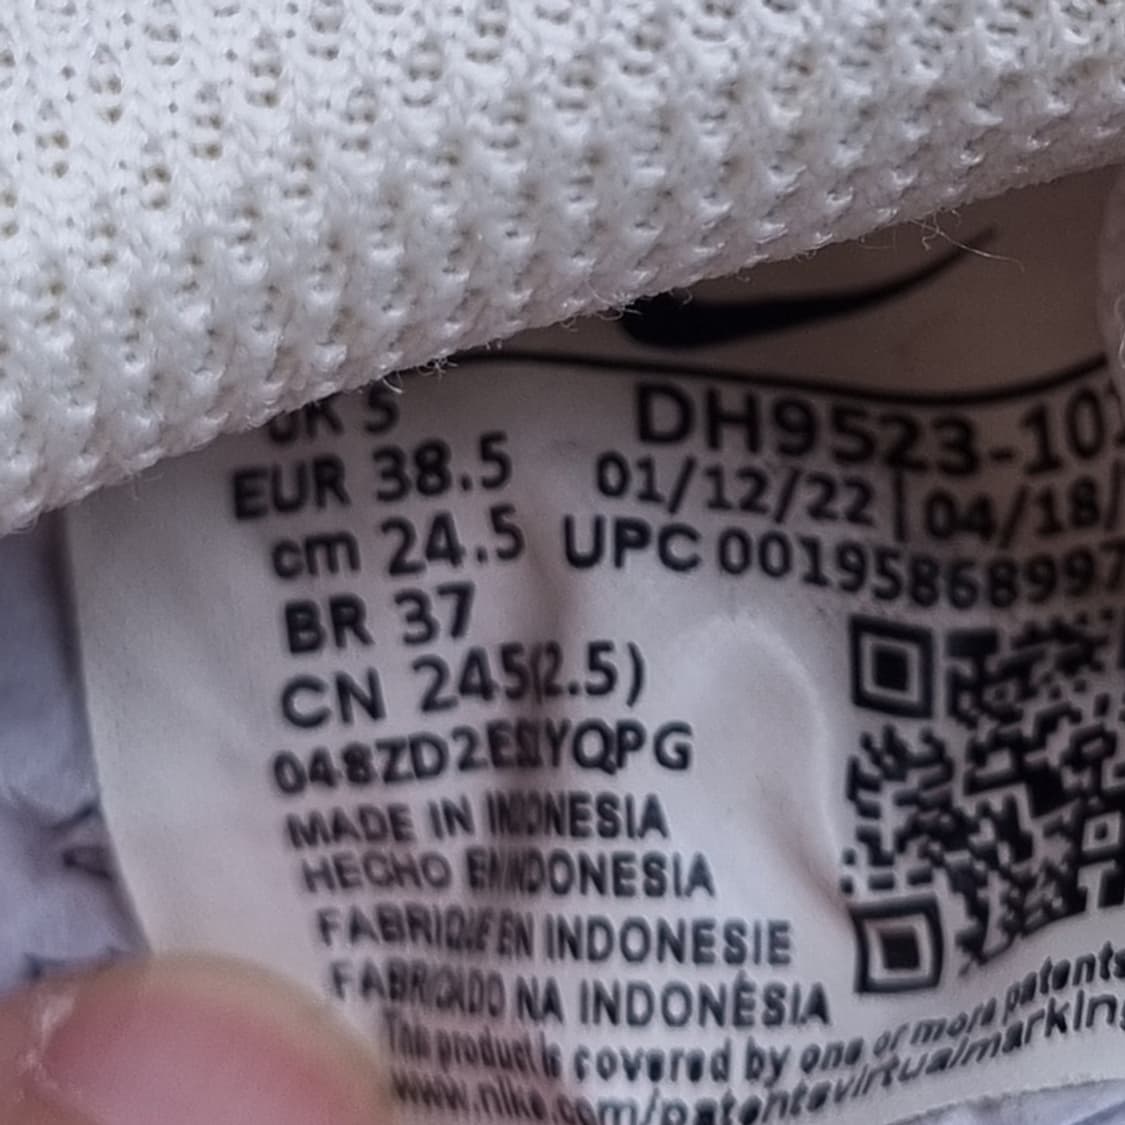 UK 5
EUR 38.5
cm 24.5
BR 37
CN 245(2.5)
DH9523-10
01/12/22 | 04/18/
UPC 00195868997
MADE IN INDONESIA
HECHO EN INDONESIA
FABRIQUE EN INDONESIE
FABRICADO NA INDONÉSIA
This product is covered by one or more patents
www.nike.com/patentsvirtualmarking